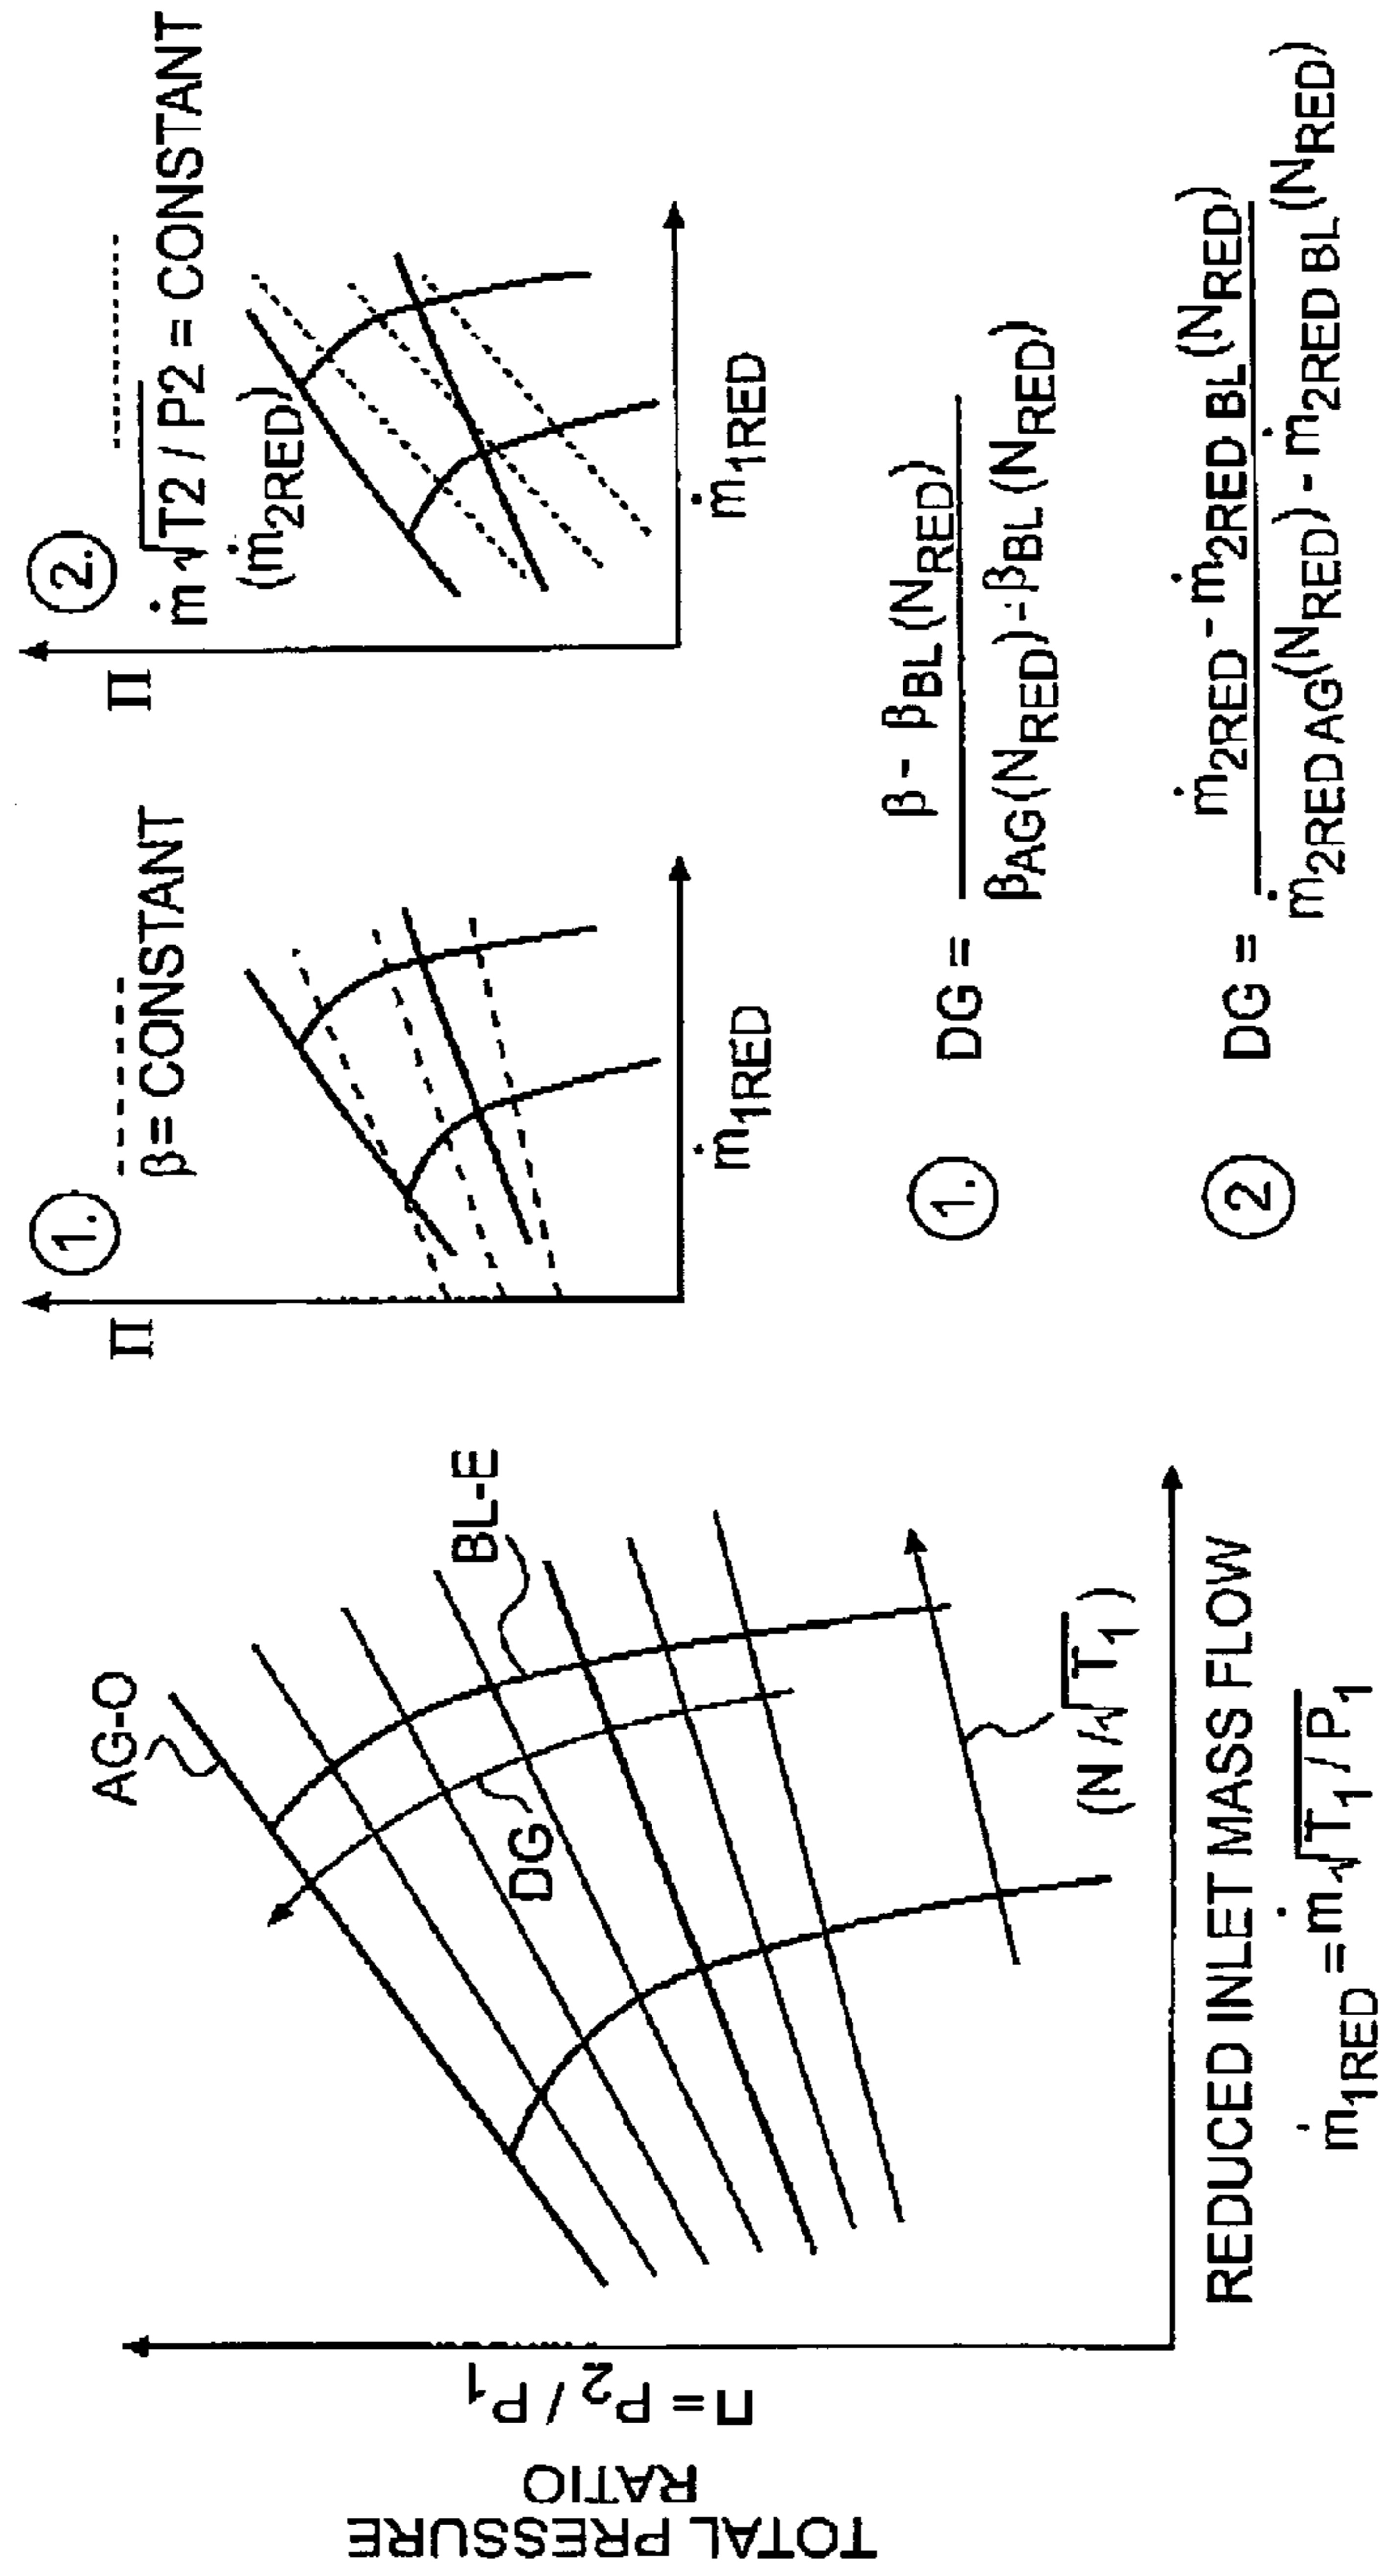 TOTAL PRESSURE
RATIO
Π = P2 / P1
AG-O
BL-E
DG
(N/√T1)
REDUCED INLET MASS FLOW
ṁ1RED = ṁ√T1 / P1
1.
β = CONSTANT
Π
ṁ1RED
2.
ṁ√T2 / P2 = CONSTANT
(ṁ2RED)
Π
ṁ1RED
1. DG = β - βBL(NRED)
βAG(NRED) - βBL(NRED)
2 DG = ṁ2RED - ṁ2RED BL(NRED)
ṁ2RED AG(NRED) - ṁ2RED BL(NRED)